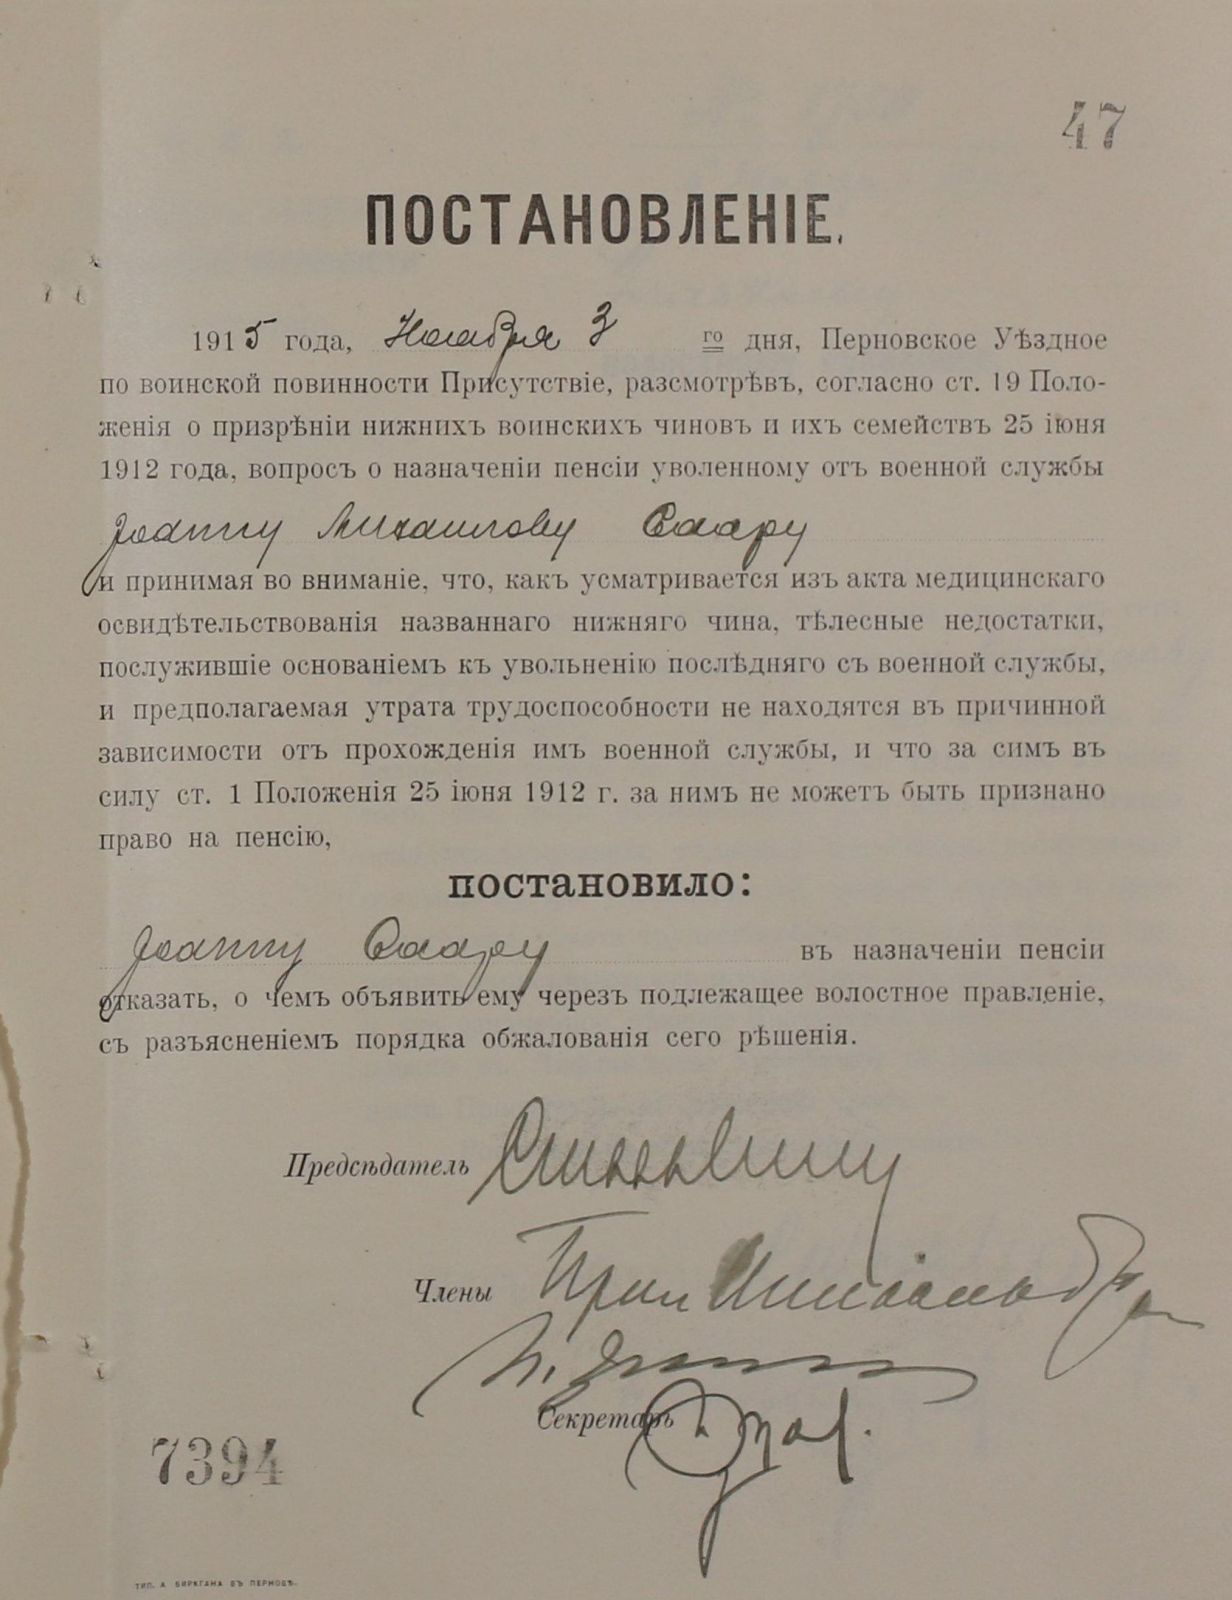 47
ПОСТАНОВЛЕНІЕ.
1915 года, Ноября 3 го дня, Перновское Уѣздное
по воинской повинности Присутствіе, разсмотрѣвъ, согласно ст. 19 Поло-
женія о призрѣніи нижнихъ воинскихъ чиновъ и ихъ семействъ 25 іюня
1912 года, вопросъ о назначеніи пенсіи уволенному отъ военной службы
Іоанну Михайлову Саару
и принимая во вниманіе, что, какъ усматривается изъ акта медицинскаго
освидѣтельствованія названнаго нижняго чина, тѣлесные недостатки,
послужившіе основаніемъ къ увольненію послѣдняго съ военной службы,
и предполагаемая утрата трудоспособности не находятся въ причинной
зависимости отъ прохожденія имъ военной службы, и что за симъ въ
силу ст. 1 Положенія 25 іюня 1912 г. за нимъ не можетъ быть признано
право на пенсію,
постановило:
Іоанну Саару въ назначеніи пенсіи
отказать, о чемъ объявить ему черезъ подлежащее волостное правленіе,
съ разъясненіемъ порядка обжалованія сего рѣшенія.
Предсѣдатель
Члены
Секретарь
7394
ТИП. А БИРКГАНА ВЪ ПЕРНОВѢ.